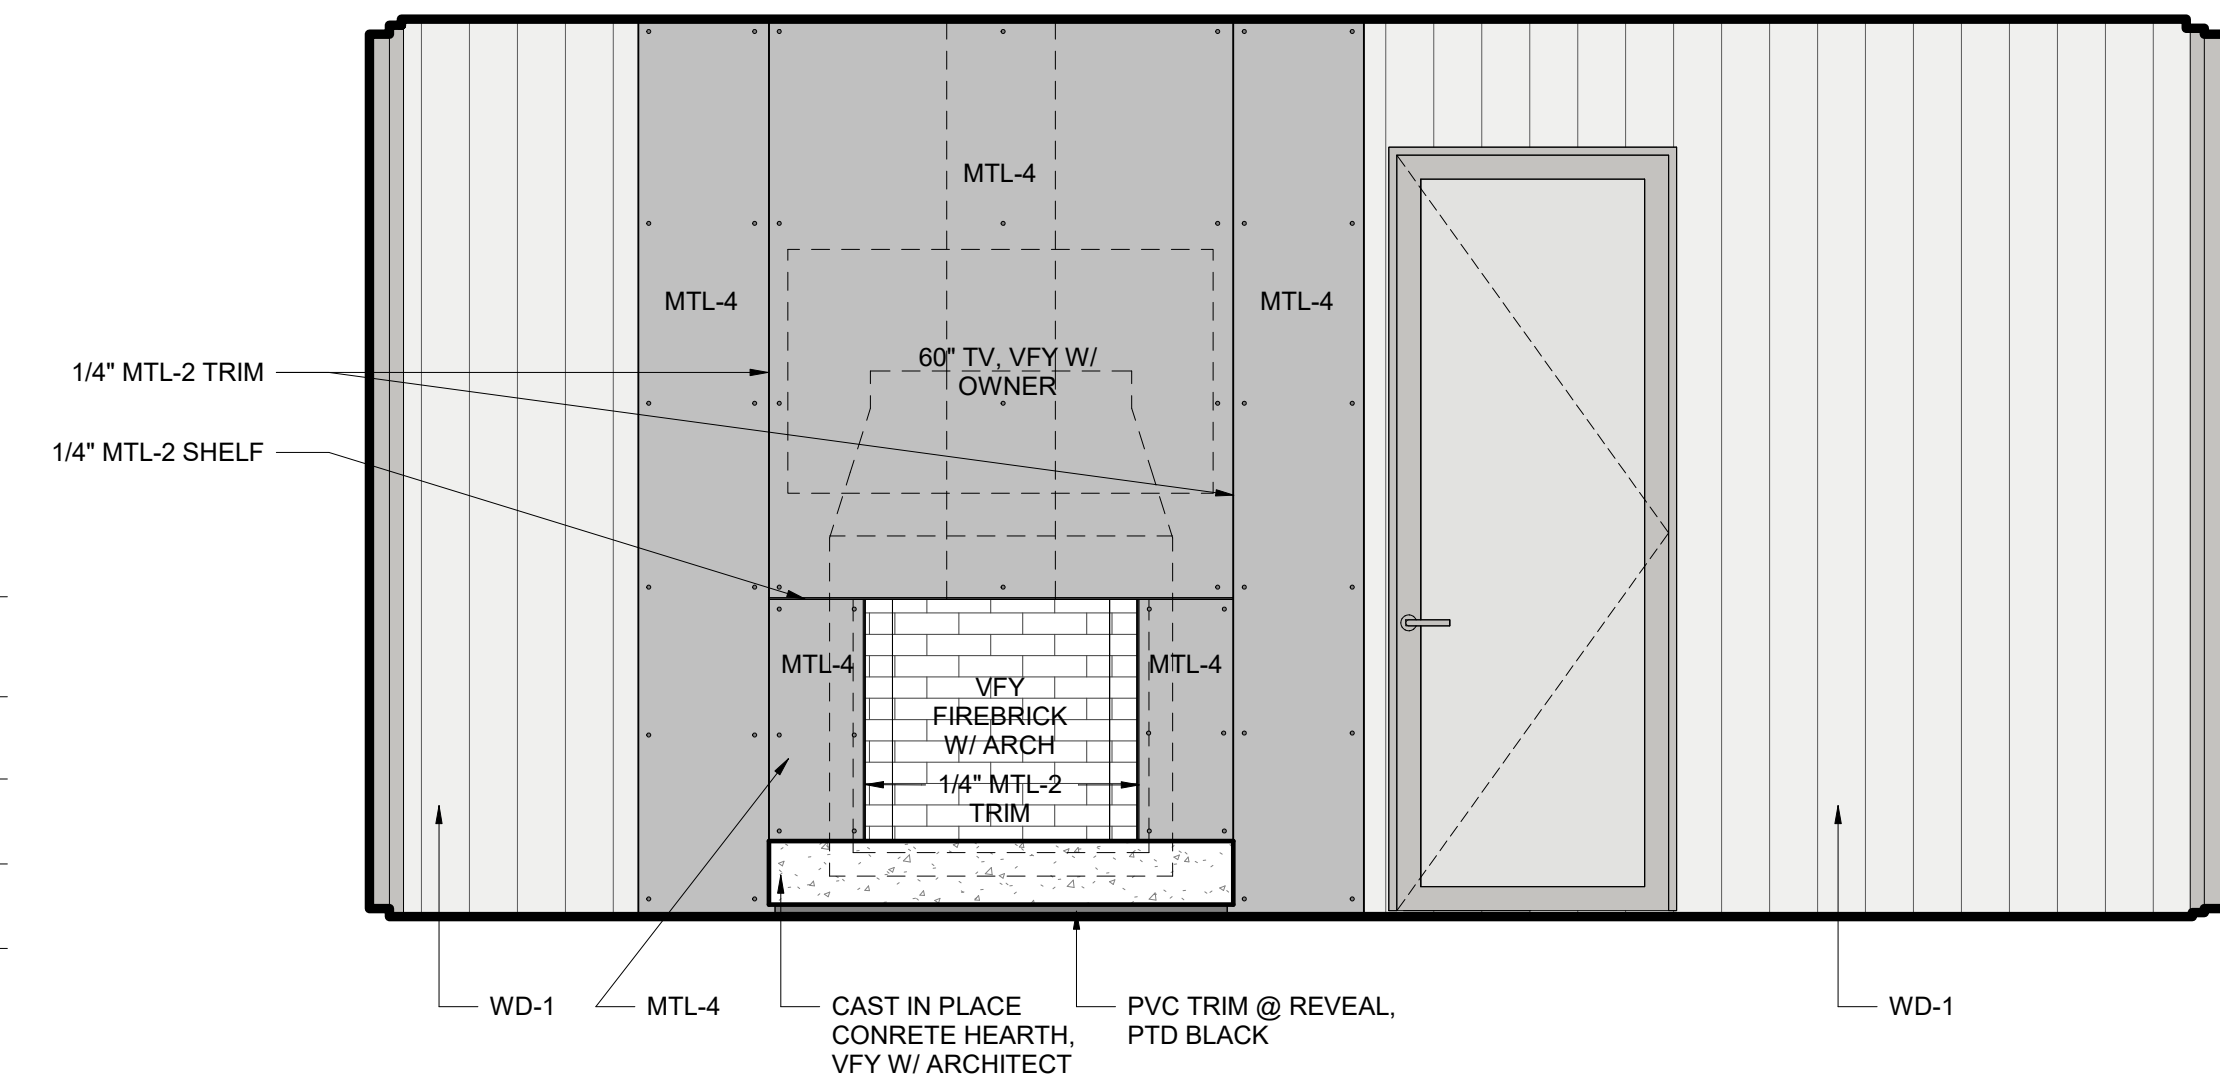 MTL-4
MTL-4
MTL-4
60" TV, VFY W/
OWNER
1/4" MTL-2 TRIM
1/4" MTL-2 SHELF
MTL-4
MTL-4
VFY
FIREBRICK
W/ ARCH
1/4" MTL-2
TRIM
WD-1
MTL-4
CAST IN PLACE
CONRETE HEARTH,
VFY W/ ARCHITECT
PVC TRIM @ REVEAL,
PTD BLACK
WD-1